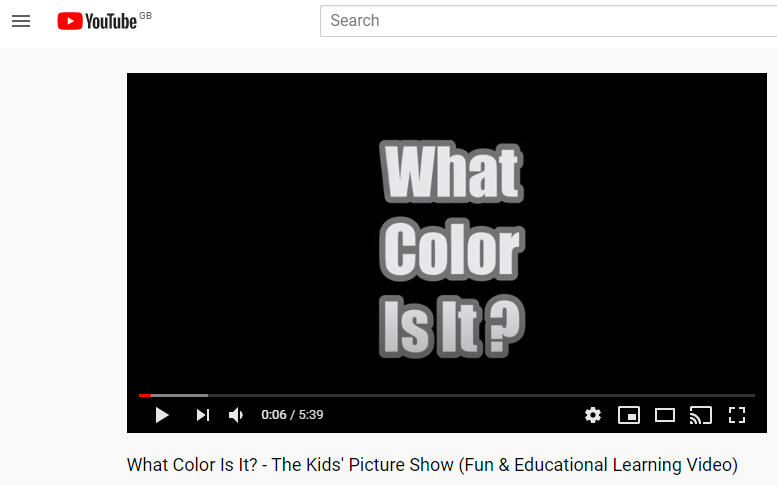 YouTube GB
Search
What
Color
Is It?
0:06 / 5:39
What Color Is It? - The Kids' Picture Show (Fun & Educational Learning Video)